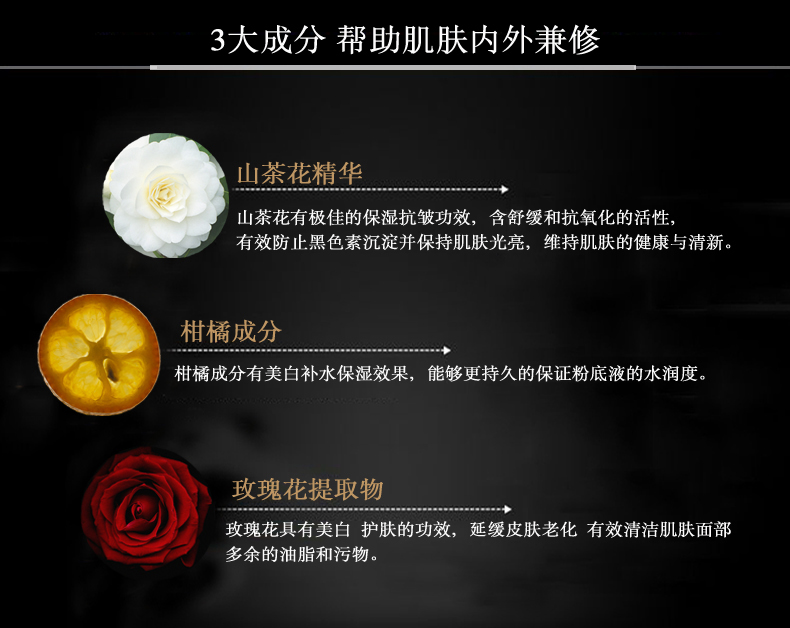 3大成分 帮助肌肤内外兼修
山茶花精华
山茶花有极佳的保湿抗皱功效，含舒缓和抗氧化的活性，
有效防止黑色素沉淀并保持肌肤光亮，维持肌肤的健康与清新。
柑橘成分
柑橘成分有美白补水保湿效果，能够更持久的保证粉底液的水润度。
玫瑰花提取物
玫瑰花具有美白 护肤的功效，延缓皮肤老化 有效清洁肌肤面部
多余的油脂和污物。